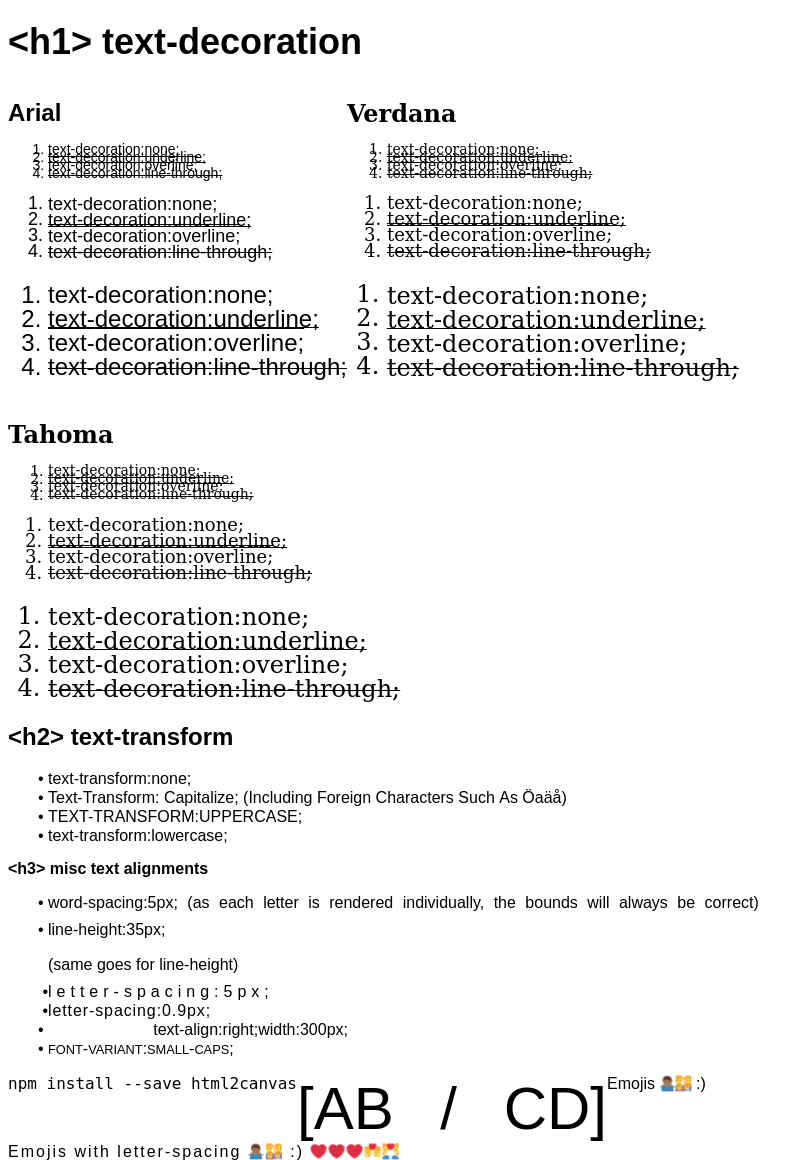 <h1> text-decoration
Arial
1. text-decoration:none;
2. text-decoration:underline;
3. text-decoration:overline;
4. text-decoration:line-through;
1. text-decoration:none;
2. text-decoration:underline;
3. text-decoration:overline;
4. text-decoration:line-through;
1. text-decoration:none;
2. text-decoration:underline;
3. text-decoration:overline;
4. text-decoration:line-through;
Verdana
1. text-decoration:none;
2. text-decoration:underline;
3. text-decoration:overline;
4. text-decoration:line-through;
1. text-decoration:none;
2. text-decoration:underline;
3. text-decoration:overline;
4. text-decoration:line-through;
1. text-decoration:none;
2. text-decoration:underline;
3. text-decoration:overline;
4. text-decoration:line-through;
Tahoma
1. text-decoration:none;
2. text-decoration:underline;
3. text-decoration:overline;
4. text-decoration:line-through;
1. text-decoration:none;
2. text-decoration:underline;
3. text-decoration:overline;
4. text-decoration:line-through;
1. text-decoration:none;
2. text-decoration:underline;
3. text-decoration:overline;
4. text-decoration:line-through;
<h2> text-transform
• text-transform:none;
• Text-Transform: Capitalize; (Including Foreign Characters Such As Öaäå)
• TEXT-TRANSFORM:UPPERCASE;
• text-transform:lowercase;
<h3> misc text alignments
• word-spacing:5px; (as each letter is rendered individually, the bounds will always be correct)
• line-height:35px;
(same goes for line-height)
•letter-spacing:5px;
•letter-spacing:0.9px;
• text-align:right;width:300px;
• FONT-VARIANT:SMALL-CAPS;
npm install --save html2canvas[AB / CD]Emojis 🤷🏾‍♂️👨‍❤️‍💋‍👨 :)
Emojis with letter-spacing 🤷🏾‍♂️👨‍❤️‍💋‍👨 :) ❤️❤️❤️👨‍❤️‍💋‍👨👩‍❤️‍👩